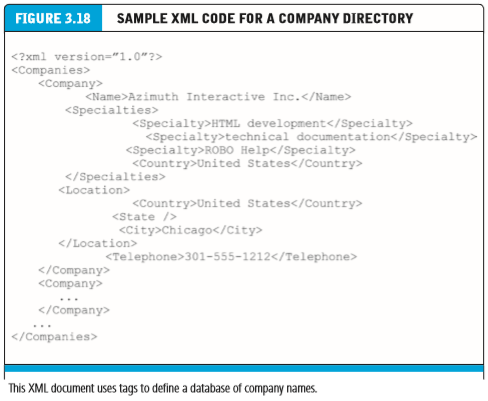 FIGURE 3.18 SAMPLE XML CODE FOR A COMPANY DIRECTORY
<?xml version="1.0"?>
<Companies>
<Company>
<Name>Azimuth Interactive Inc.</Name>
<Specialties>
<Specialty>HTML development</Specialty>
<Specialty>technical documentation</Specialty>
<Specialty>ROBO Help</Specialty>
<Country>United States</Country>
</Specialties>
<Location>
<Country>United States</Country>
<State />
<City>Chicago</City>
</Location>
<Telephone>301-555-1212</Telephone>
</Company>
<Company>
...
</Company>
...
</Companies>
This XML document uses tags to define a database of company names.